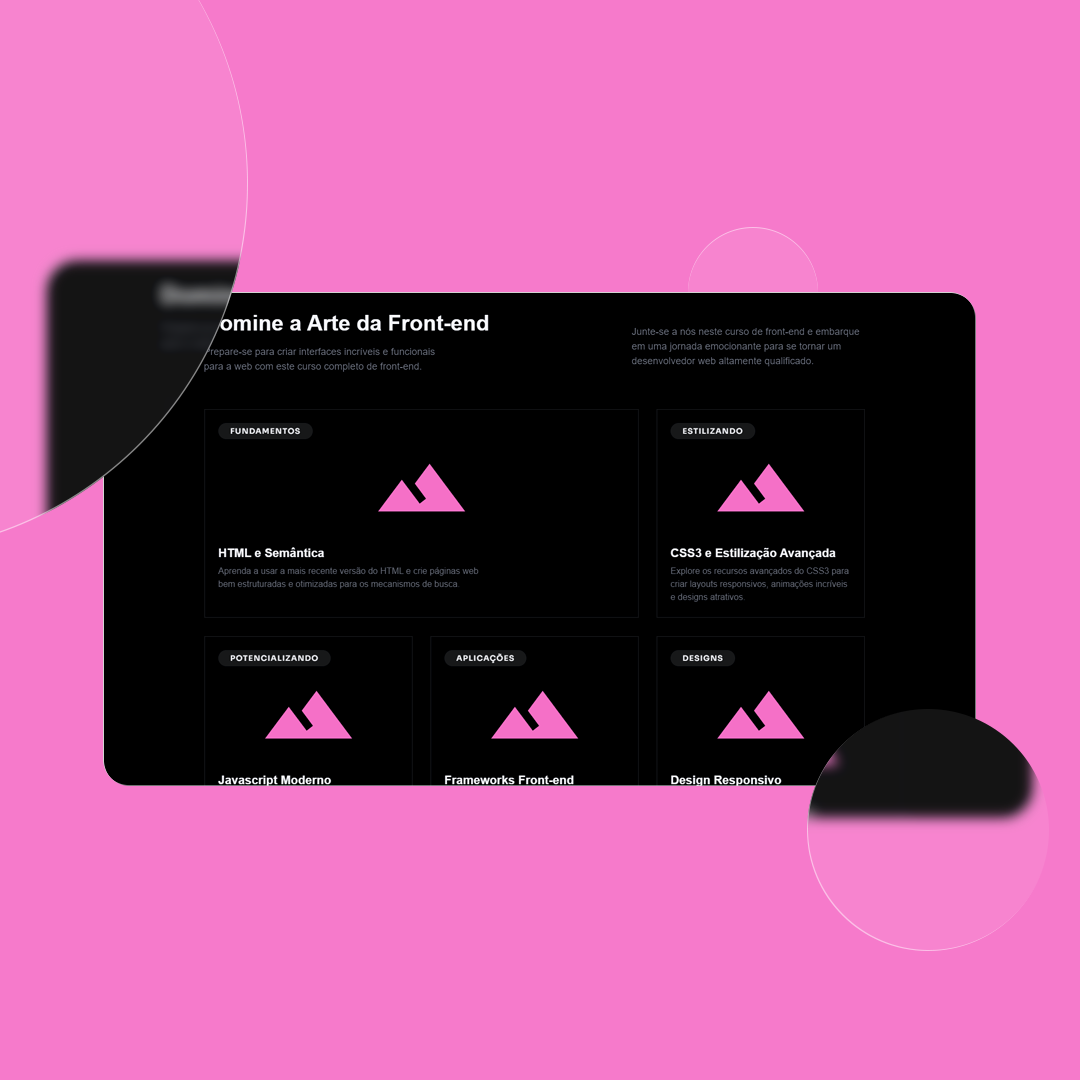 omine a Arte da Front-end
repare-se para criar interfaces incríveis e funcionais
para a web com este curso completo de front-end.
Junte-se a nós neste curso de front-end e embarque
em uma jornada emocionante para se tornar um
desenvolvedor web altamente qualificado.
FUNDAMENTOS
HTML e Semântica
Aprenda a usar a mais recente versão do HTML e crie páginas web
bem estruturadas e otimizadas para os mecanismos de busca.
ESTILIZANDO
CSS3 e Estilização Avançada
Explore os recursos avançados do CSS3 para
criar layouts responsivos, animações incríveis
e designs atrativos.
POTENCIALIZANDO
Javascript Moderno
APLICAÇÕES
Frameworks Front-end
DESIGNS
Design Responsivo